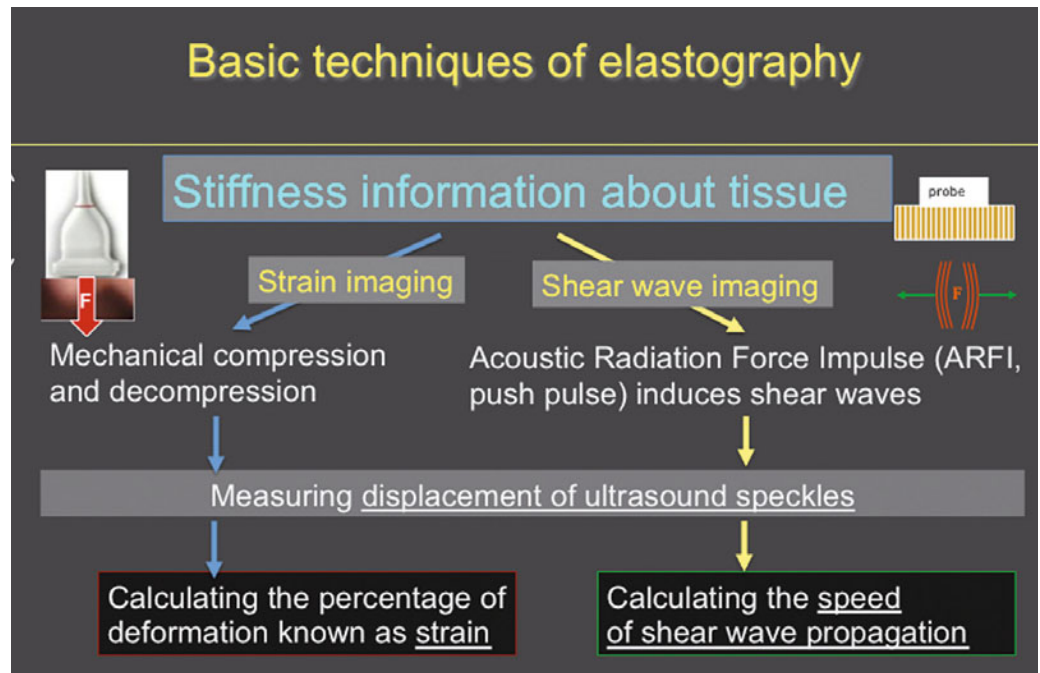 Basic techniques of elastography
Stiffness information about tissue
probe
F
F
Strain imaging
Shear wave imaging
Mechanical compression
and decompression
Acoustic Radiation Force Impulse (ARFI,
push pulse) induces shear waves
Measuring displacement of ultrasound speckles
Calculating the percentage of
deformation known as strain
Calculating the speed
of shear wave propagation